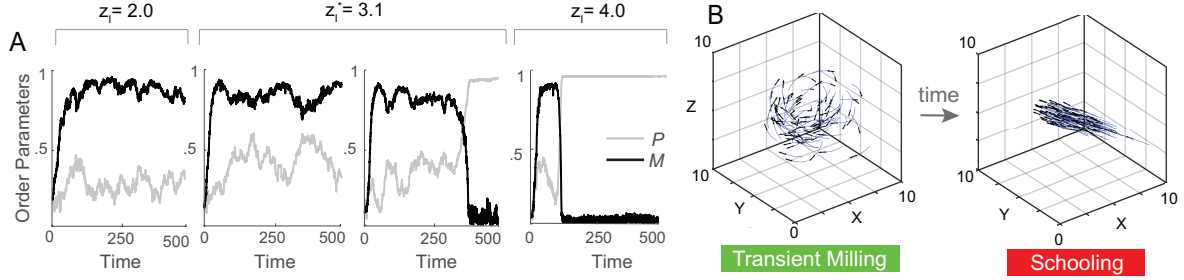 z_l = 2.0
z_l^* = 3.1
z_l = 4.0
A
Order Parameters
1
.5
0
0
250
500
Time
1
.5
0
250
500
Time
1
.5
0
250
500
Time
1
.5
0
250
500
Time
P
M
B
10
Z
10
Y
X
0
10
Transient Milling
time
10
10
Y
X
0
10
Schooling